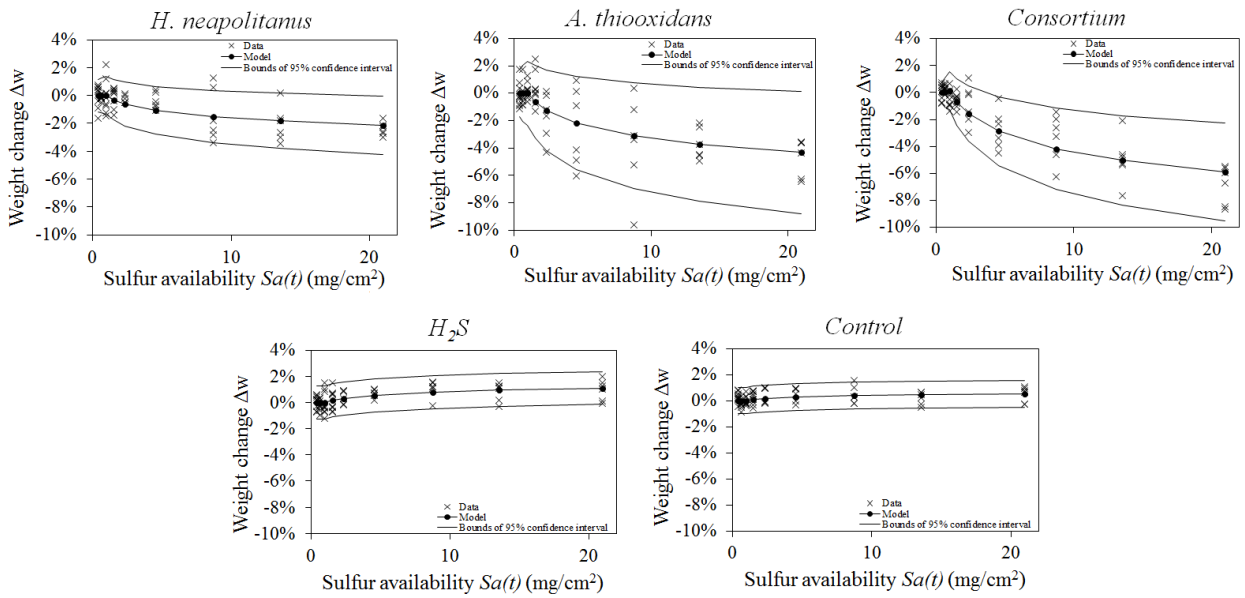 H. neapolitanus
4%
2%
0%
-2%
-4%
-6%
-8%
-10%
Weight change Δw
Data
Model
Bounds of 95% confidence interval
0
10
20
Sulfur availability Sa(t) (mg/cm²)
A. thiooxidans
4%
2%
0%
-2%
-4%
-6%
-8%
-10%
Weight change Δw
Data
Model
Bounds of 95% confidence interval
0
10
20
Sulfur availability Sa(t) (mg/cm²)
Consortium
4%
2%
0%
-2%
-4%
-6%
-8%
-10%
Weight change Δw
Data
Model
Bounds of 95% confidence interval
0
10
20
Sulfur availability Sa(t) (mg/cm²)
H₂S
4%
2%
0%
-2%
-4%
-6%
-8%
-10%
Weight change Δw
Data
Model
Bounds of 95% confidence interval
0
10
20
Sulfur availability Sa(t) (mg/cm²)
Control
4%
2%
0%
-2%
-4%
-6%
-8%
-10%
Weight change Δw
Data
Model
Bounds of 95% confidence interval
0
10
20
Sulfur availability Sa(t) (mg/cm²)